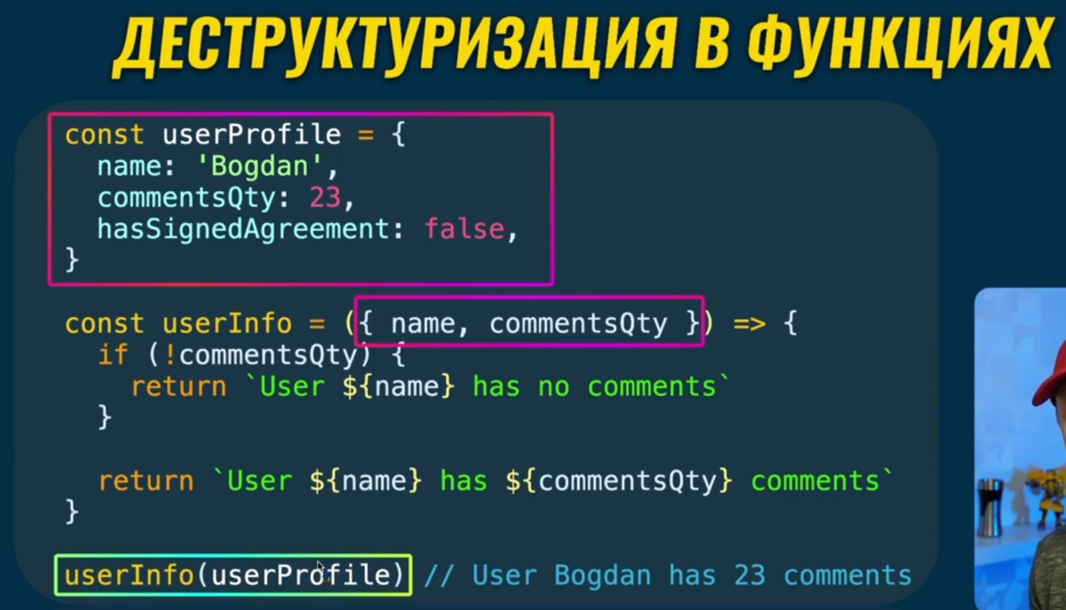 ДЕСТРУКТУРИЗАЦИЯ В ФУНКЦИЯХ
const userProfile = {
  name: 'Bogdan',
  commentsQty: 23,
  hasSignedAgreement: false,
}
const userInfo = ({ name, commentsQty }) => {
  if (!commentsQty) {
    return `User ${name} has no comments`
  }
  return `User ${name} has ${commentsQty} comments`
}
userInfo(userProfile) // User Bogdan has 23 comments